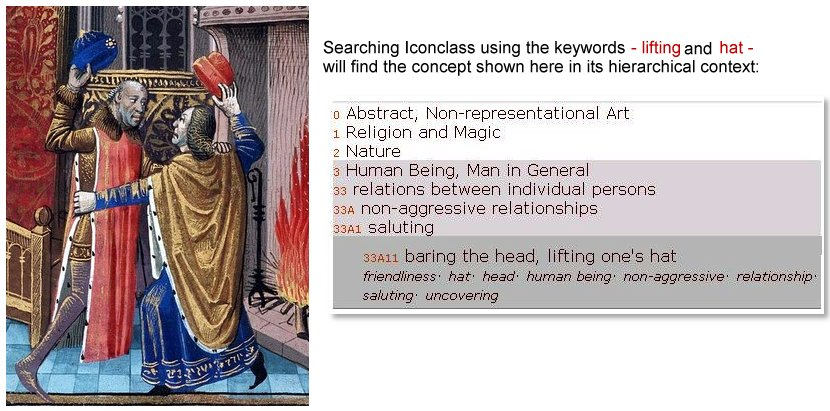 Searching Iconclass using the keywords - lifting and hat -
will find the concept shown here in its hierarchical context:
0 Abstract, Non-representational Art
1 Religion and Magic
2 Nature
3 Human Being, Man in General
33 relations between individual persons
33A non-aggressive relationships
33A1 saluting
33A11 baring the head, lifting one's hat
friendliness· hat· head· human being· non-aggressive· relationship·
saluting· uncovering